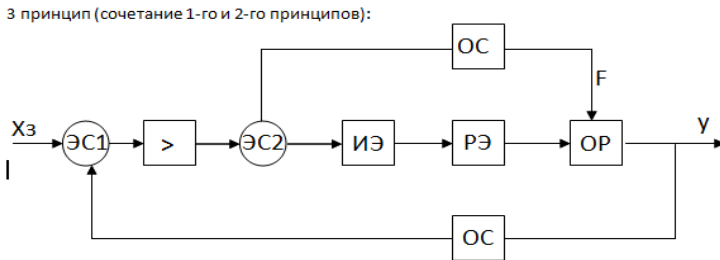 3 принцип (сочетание 1-го и 2-го принципов):
ОС
F
Хз
ЭС1
>
ЭС2
ИЭ
РЭ
ОР
у
ОС